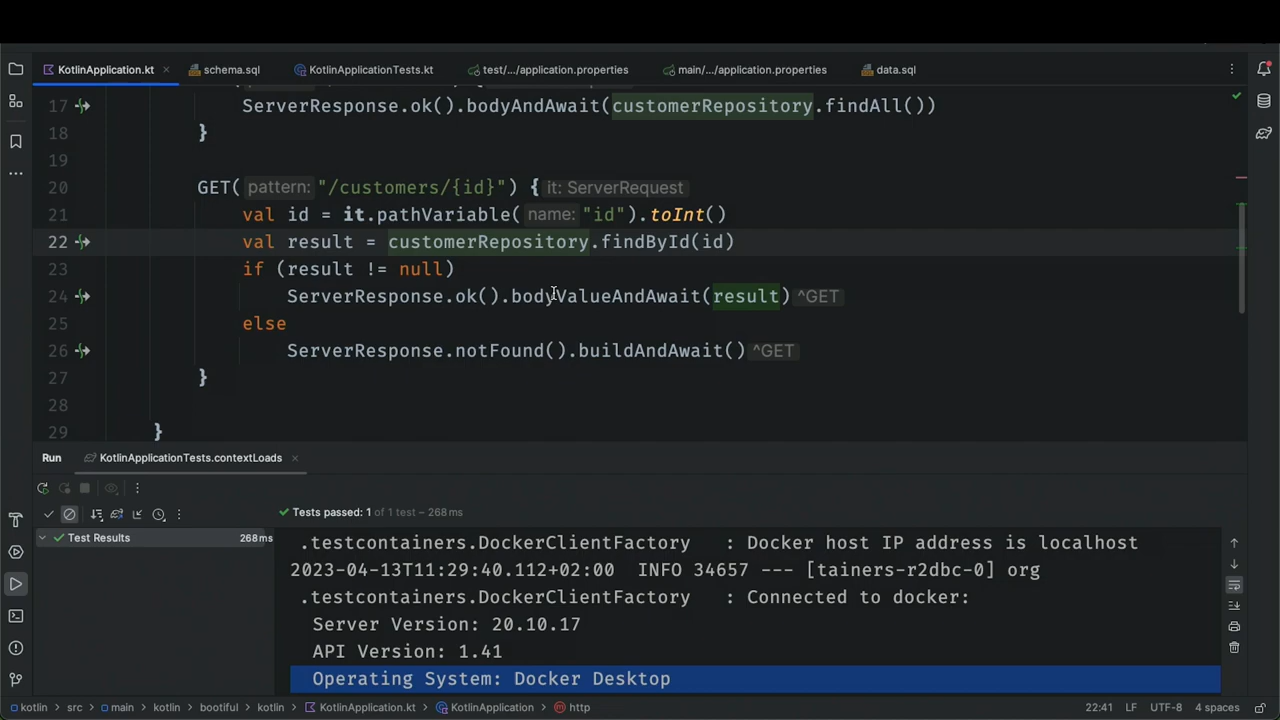 KotlinApplication.kt × schema.sql KotlinApplicationTests.kt test/.../application.properties main/.../application.properties data.sql
17 ServerResponse.ok().bodyAndAwait(customerRepository.findAll())
18 }
19
20 GET( pattern: "/customers/{id}") { it: ServerRequest
21 val id = it.pathVariable( name: "id").toInt()
22 val result = customerRepository.findById(id)
23 if (result != null)
24 ServerResponse.ok().bodyValueAndAwait(result) ^GET
25 else
26 ServerResponse.notFound().buildAndAwait() ^GET
27 }
28
29 }
Run KotlinApplicationTests.contextLoads ×
Tests passed: 1 of 1 test – 268 ms
Test Results 268 ms
.testcontainers.DockerClientFactory : Docker host IP address is localhost
2023-04-13T11:29:40.112+02:00 INFO 34657 --- [tainers-r2dbc-0] org
.testcontainers.DockerClientFactory : Connected to docker:
Server Version: 20.10.17
API Version: 1.41
Operating System: Docker Desktop
kotlin › src › main › kotlin › bootiful › kotlin › KotlinApplication.kt › KotlinApplication › http 22:41 LF UTF-8 4 spaces